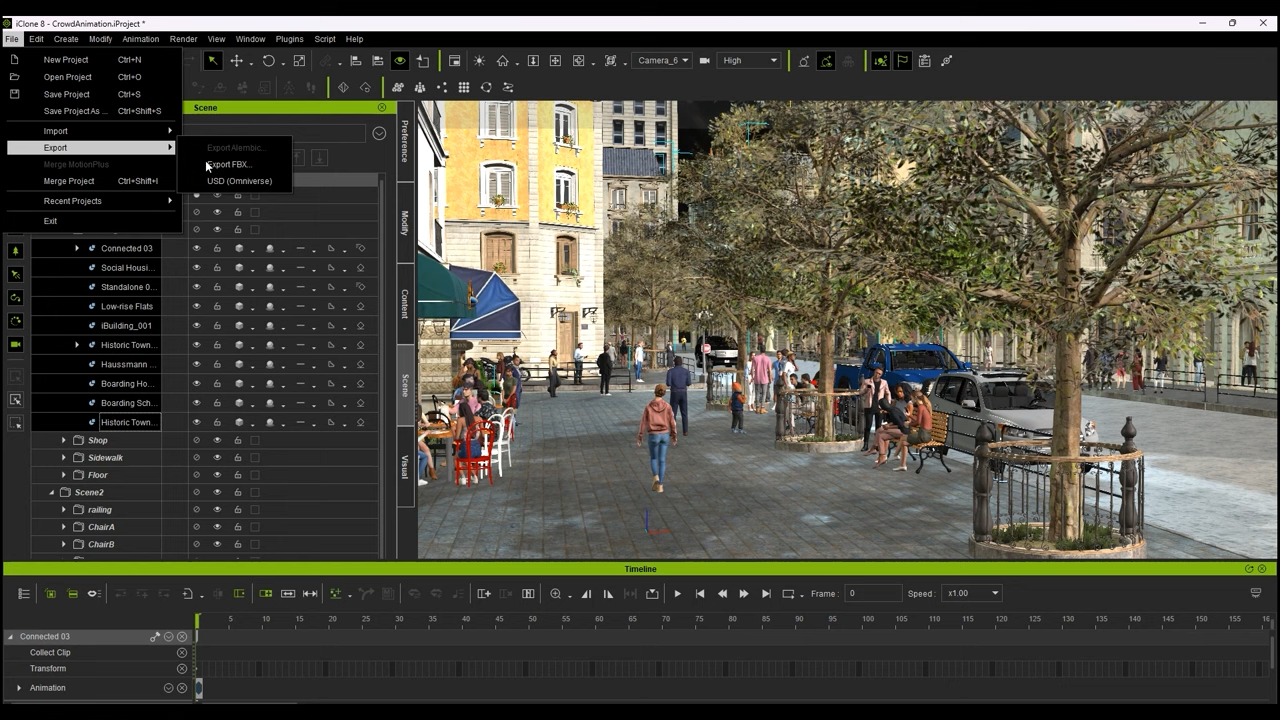 iClone 8 - CrowdAnimation.iProject *
File Edit Create Modify Animation Render View Window Plugins Script Help
New Project Ctrl+N
Open Project Ctrl+O
Save Project Ctrl+S
Save Project As ... Ctrl+Shift+S
Import
Export
Merge MotionPlus
Merge Project Ctrl+Shift+I
Recent Projects
Exit
Export Alembic...
Export FBX...
USD (Omniverse)
Camera_6
High
Scene
Preference
Modify
Content
Scene
Visual
Connected 03
Social Housi...
Standalone 0...
Low-rise Flats
iBuilding_001
Historic Town...
Haussmann ...
Boarding Ho...
Boarding Sch...
Historic Town...
Shop
Sidewalk
Floor
Scene2
railing
ChairA
ChairB
Timeline
Frame : 0 Speed : x1.00
5 10 15 20 25 30 35 40 45 50 55 60 65 70 75 80 85 90 95 100 105 110 115 120 125 130 135 140 145 150 155 16
Connected 03
Collect Clip
Transform
Animation